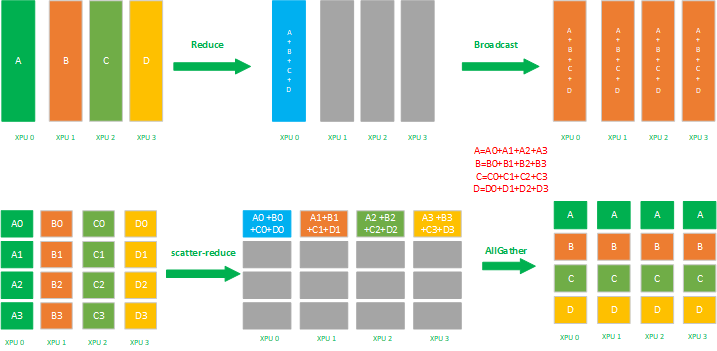 Reduce
Broadcast
A
B
C
D
A
+
B
+
C
+
D
A
+
B
+
C
+
D
A
+
B
+
C
+
D
A
+
B
+
C
+
D
A
+
B
+
C
+
D
XPU 0 XPU 1 XPU 2 XPU 3
XPU 0 XPU 1 XPU 2 XPU 3
XPU 0 XPU 1 XPU 2 XPU 3
A=A0+A1+A2+A3
B=B0+B1+B2+B3
C=C0+C1+C2+C3
D=D0+D1+D2+D3
A0 B0 C0 D0
A1 B1 C1 D1
A2 B2 C2 D2
A3 B3 C3 D3
XPU 0 XPU 1 XPU 2 XPU 3
scatter-reduce
A0 +B0
+C0+D0
A1+B1
+C1+D1
A2 +B2
+C2+D2
A3 +B3
+C3+D3
XPU 0 XPU 1 XPU 2 XPU 3
AllGather
A A A A
B B B B
C C C C
D D D D
XPU 0 XPU 1 XPU 2 XPU 3